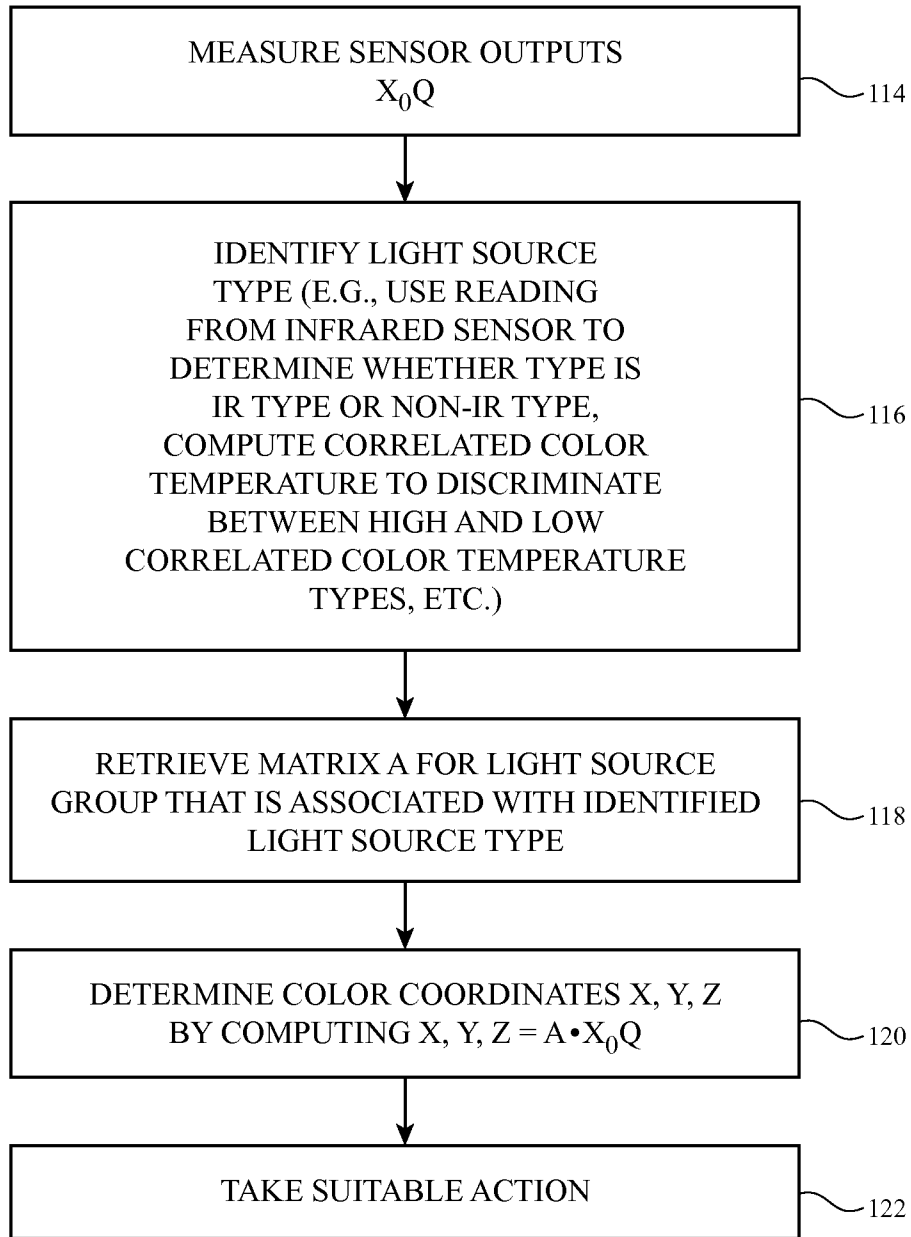 MEASURE SENSOR OUTPUTS
X₀Q
114
IDENTIFY LIGHT SOURCE
TYPE (E.G., USE READING
FROM INFRARED SENSOR TO
DETERMINE WHETHER TYPE IS
IR TYPE OR NON-IR TYPE,
COMPUTE CORRELATED COLOR
TEMPERATURE TO DISCRIMINATE
BETWEEN HIGH AND LOW
CORRELATED COLOR TEMPERATURE
TYPES, ETC.)
116
RETRIEVE MATRIX A FOR LIGHT SOURCE
GROUP THAT IS ASSOCIATED WITH IDENTIFIED
LIGHT SOURCE TYPE
118
DETERMINE COLOR COORDINATES X, Y, Z
BY COMPUTING X, Y, Z = A•X₀Q
120
TAKE SUITABLE ACTION
122